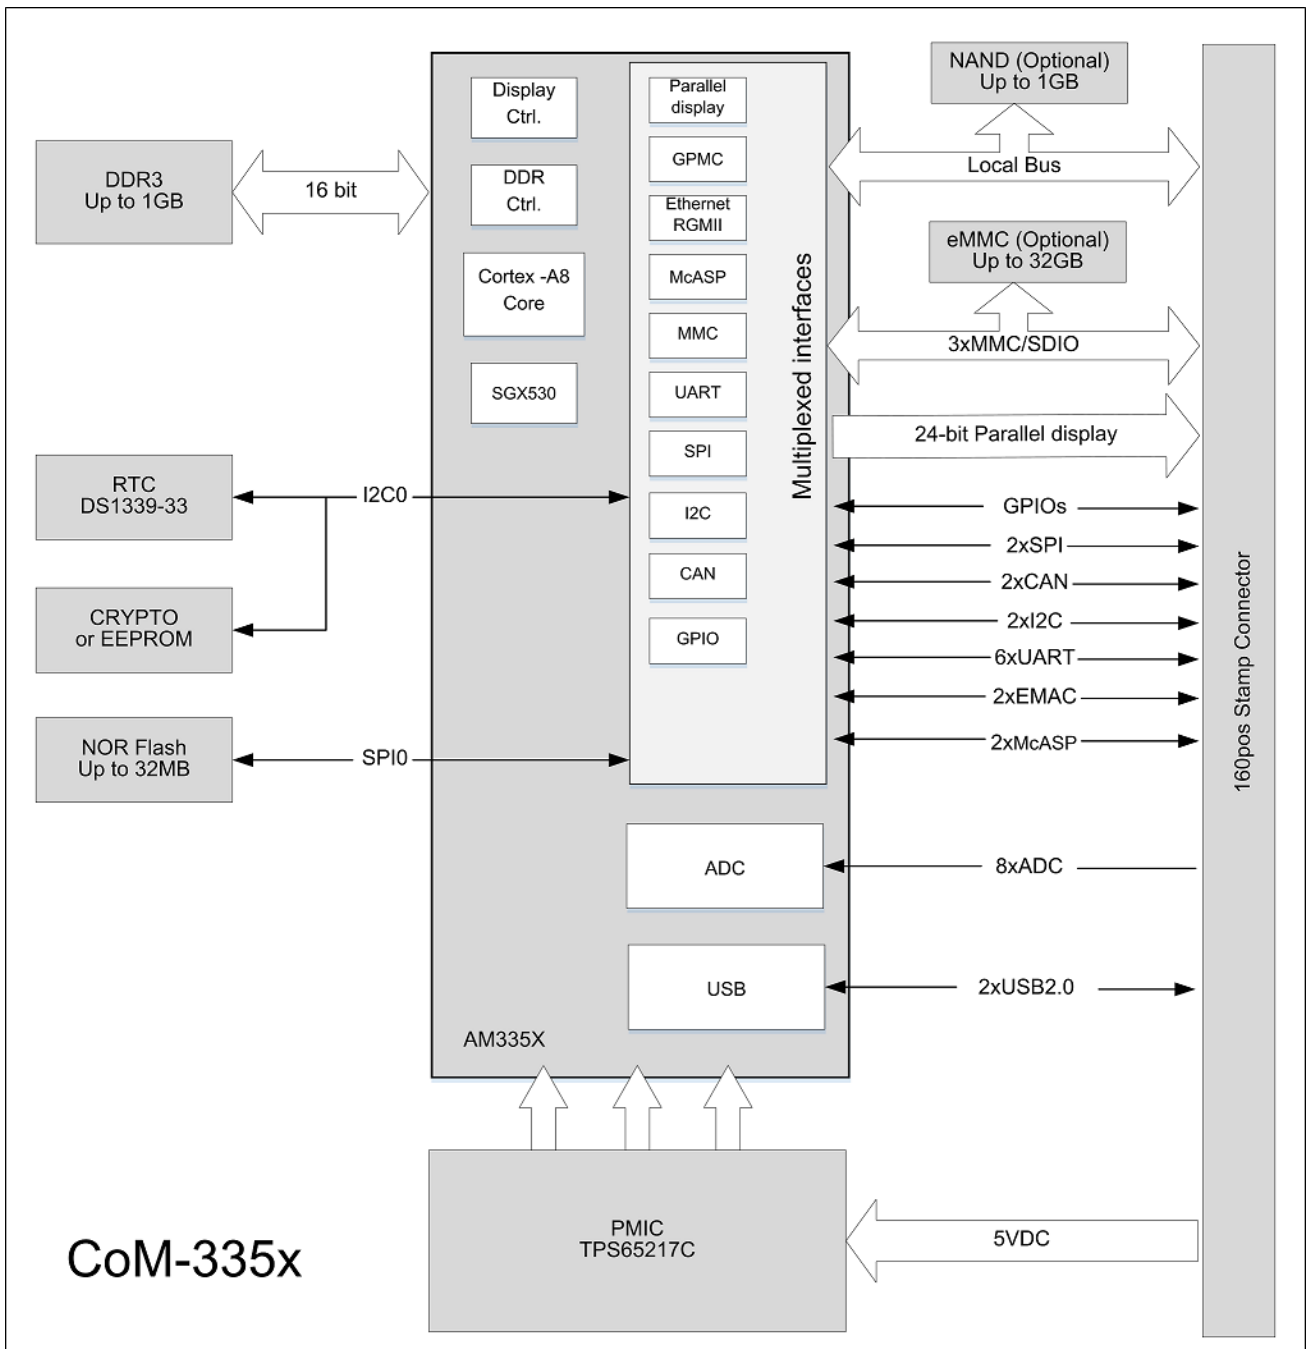 NAND (Optional)
Up to 1GB
Display
Ctrl.
Parallel
display
DDR3
Up to 1GB
16 bit
DDR
Ctrl.
GPMC
Local Bus
Ethernet
RGMII
eMMC (Optional)
Up to 32GB
Cortex -A8
Core
McASP
MMC
3xMMC/SDIO
SGX530
UART
24-bit Parallel display
SPI
Multiplexed interfaces
RTC
DS1339-33
I2C0
I2C
GPIOs
2xSPI
CAN
2xCAN
CRYPTO
or EEPROM
GPIO
2xI2C
6xUART
2xEMAC
2xMcASP
160pos Stamp Connector
NOR Flash
Up to 32MB
SPI0
ADC
8xADC
USB
2xUSB2.0
AM335X
PMIC
TPS65217C
5VDC
CoM-335x